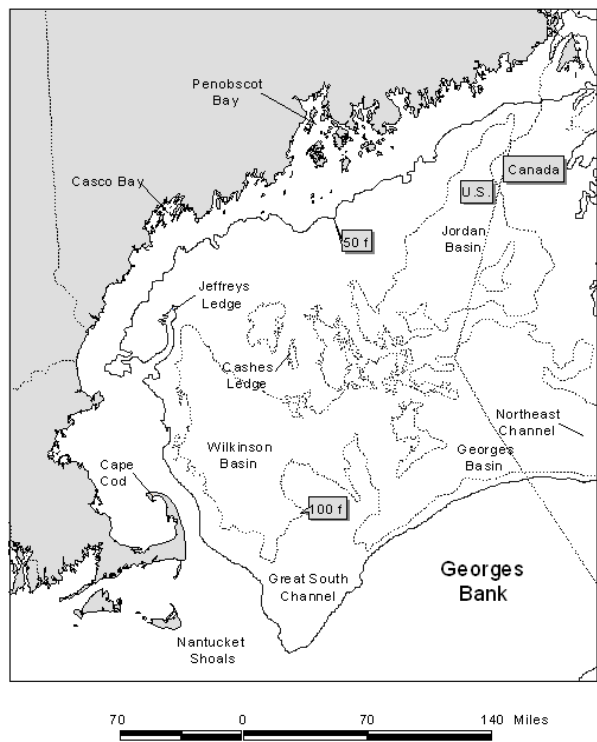 Penobscot
Bay
Casco Bay
Canada
U.S.
Jordan
Basin
50 f
Jeffreys
Ledge
Cashes
Ledge
Northeast
Channel
Wilkinson
Basin
Georges
Basin
Cape
Cod
100 f
Great South
Channel
Georges
Bank
Nantucket
Shoals
70 0 70 140 Miles